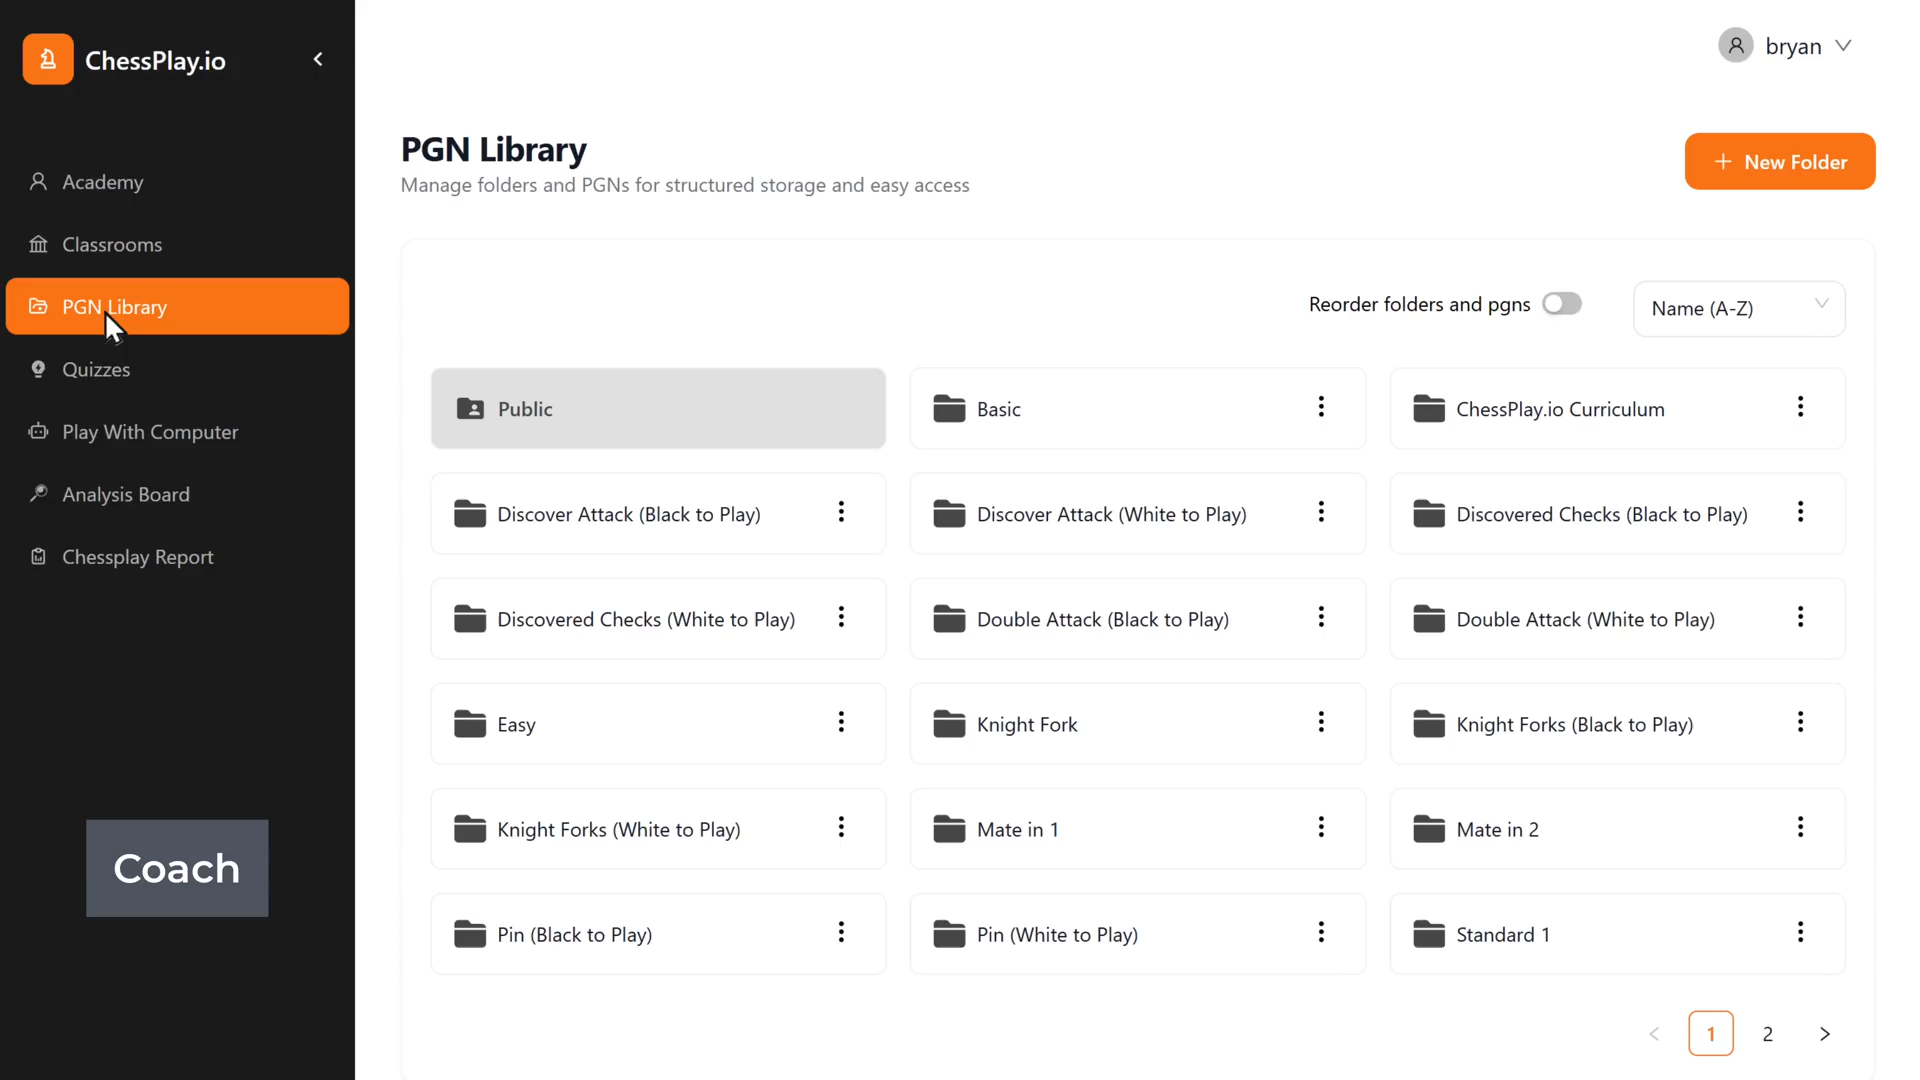 ChessPlay.io
bryan
Academy
Classrooms
PGN Library
Quizzes
Play With Computer
Analysis Board
Chessplay Report
Coach
PGN Library
Manage folders and PGNs for structured storage and easy access
+ New Folder
Reorder folders and pgns
Name (A-Z)
Public
Basic
ChessPlay.io Curriculum
Discover Attack (Black to Play)
Discover Attack (White to Play)
Discovered Checks (Black to Play)
Discovered Checks (White to Play)
Double Attack (Black to Play)
Double Attack (White to Play)
Easy
Knight Fork
Knight Forks (Black to Play)
Knight Forks (White to Play)
Mate in 1
Mate in 2
Pin (Black to Play)
Pin (White to Play)
Standard 1
1 2